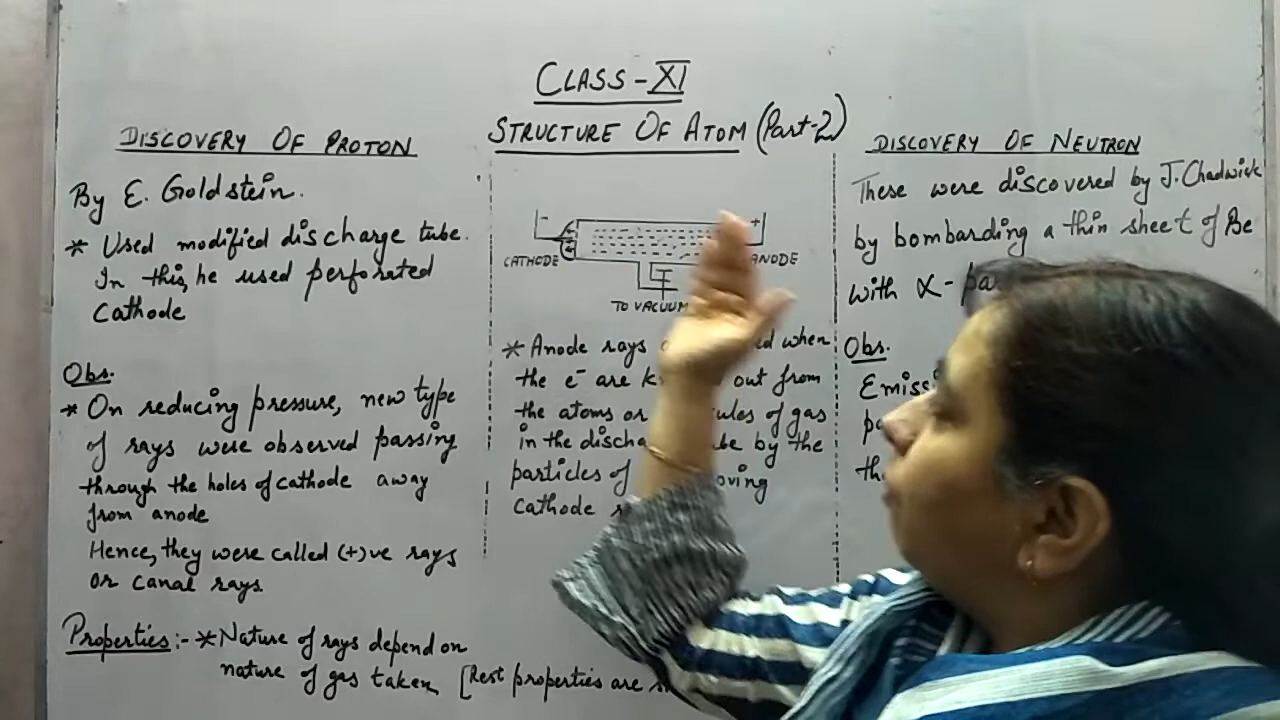 CLASS-XI
STRUCTURE OF ATOM (Part-2)
DISCOVERY OF PROTON
By E. Goldstein.
* Used modified discharge tube.
In this, he used perforated
Cathode
Obs.
* On reducing pressure, new type
of rays were observed passing
through the holes of cathode away
from anode
Hence, they were called (+)ve rays
or canal rays
Properties:- * Nature of rays depend on
nature of gas taken [Rest properties are
- +
CATHODE ANODE
TO VACUUM
* Anode rays when
the e⁻ are out from
the atoms or of gas
in the by the
particles of
cathode
DISCOVERY OF NEUTRON
These were discovered by J. Chadwick
by bombarding a thin sheet of Be
with α-
Obs.